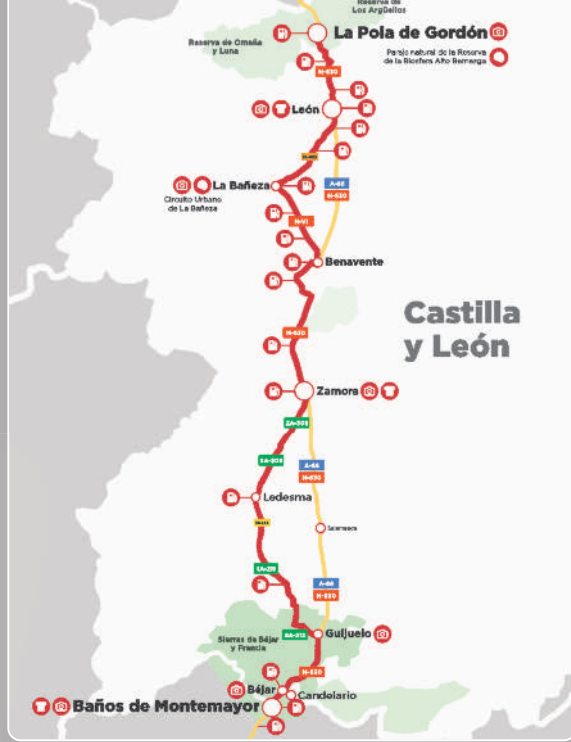 Reserva de
Los Argüellos
La Pola de Gordón
Reserva de Omaña
y Luna
Paraje natural de la Reserva
de la Biosfera Alto Bernesga
N-630
León
La Bañeza
Circuito Urbano
de La Bañeza
A-66
N-630
N-VI
Benavente
Castilla
y León
N-630
Zamora
ZA-305
SA-305
A-66
N-630
Ledesma
Salamanca
A-66
N-630
Sierras de Béjar
y Francia
SA-212
Guijuelo
N-630
Béjar
Candelario
Baños de Montemayor